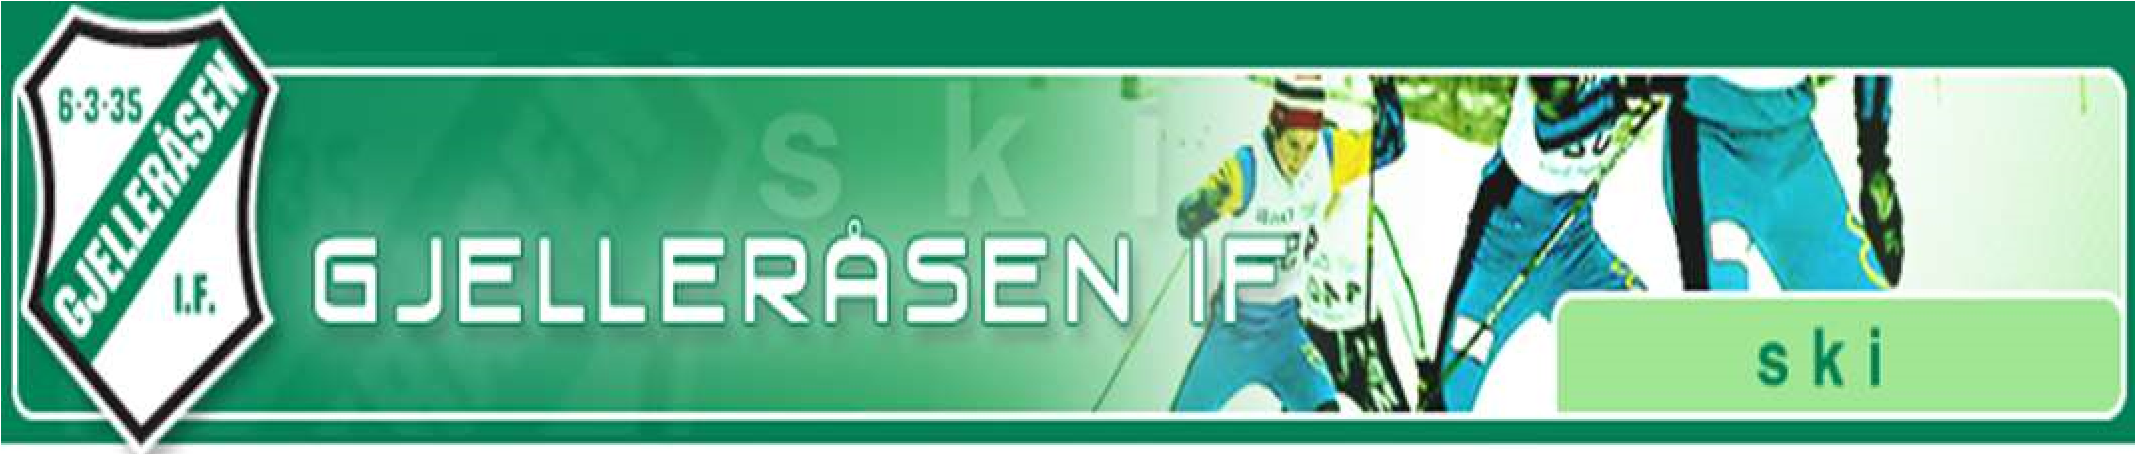 6-3-35
GJELLERÅSEN
I.F.
ski
GJELLERÅSEN IF
ski